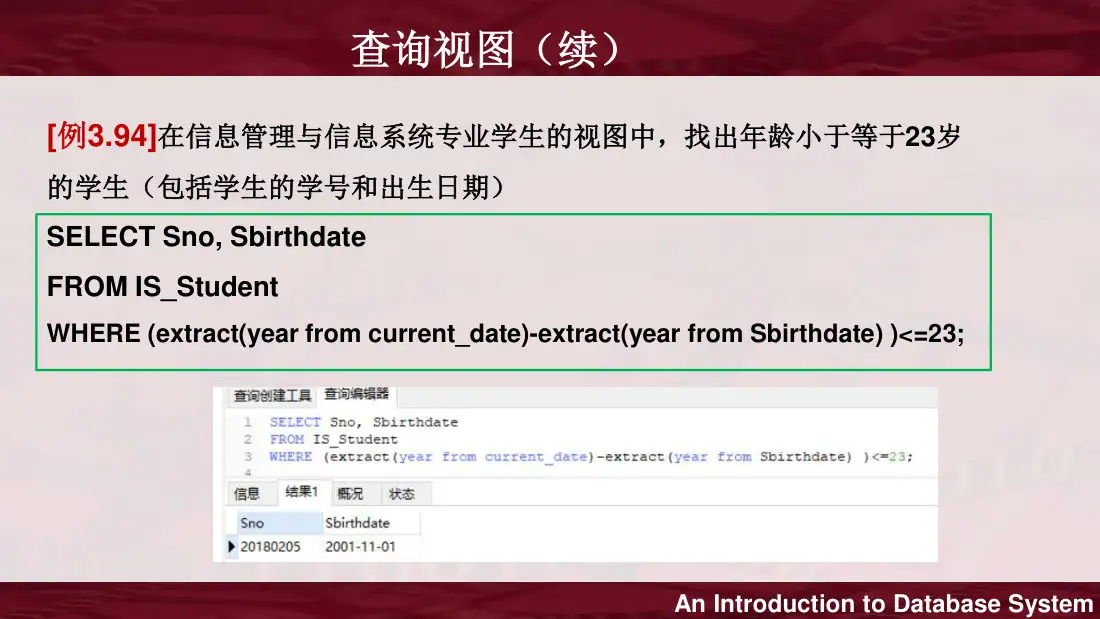 查询视图（续）
[例3.94]在信息管理与信息系统专业学生的视图中，找出年龄小于等于23岁
的学生（包括学生的学号和出生日期）
SELECT Sno, Sbirthdate
FROM IS_Student
WHERE (extract(year from current_date)-extract(year from Sbirthdate) )<=23;
查询创建工具 查询编辑器
1 SELECT Sno, Sbirthdate
2 FROM IS_Student
3 WHERE (extract(year from current_date)-extract(year from Sbirthdate) )<=23;
4
信息 结果1 概况 状态
Sno Sbirthdate
20180205 2001-11-01
An Introduction to Database System